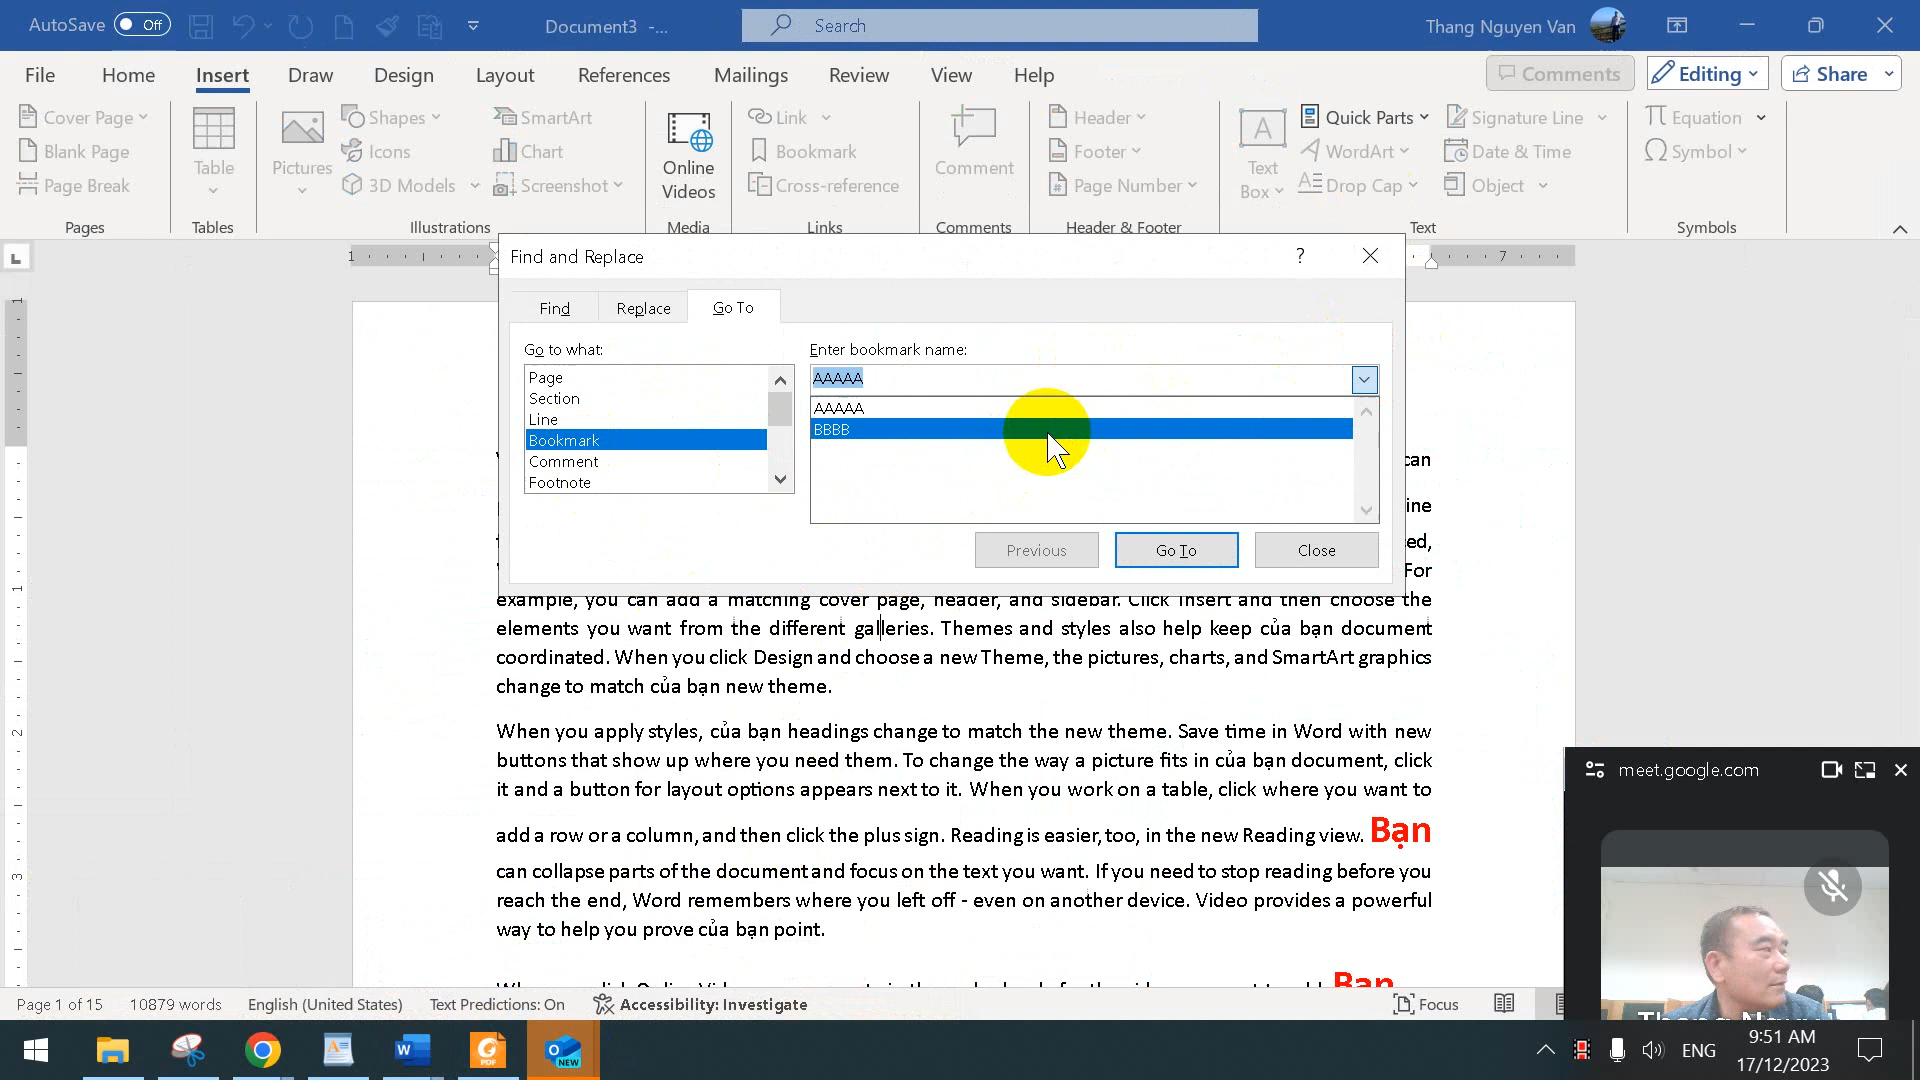 AutoSave Off Document3 -... Search Thang Nguyen Van
File Home Insert Draw Design Layout References Mailings Review View Help Comments Editing Share
Cover Page
Blank Page
Page Break
Pages
Table
Tables
Pictures
Shapes
Icons
3D Models
SmartArt
Chart
Screenshot
Illustrations
Online
Videos
Media
Link
Bookmark
Cross-reference
Links
Comment
Comments
Header
Footer
Page Number
Header & Footer
Text
Box
Quick Parts
WordArt
Drop Cap
Signature Line
Date & Time
Object
Text
Equation
Symbol
Symbols
L
1 7
Find and Replace ?
Find Replace Go To
Go to what:
Page
Section
Line
Bookmark
Comment
Footnote
Enter bookmark name:
AAAAA
AAAAA
BBBB
Previous Go To Close
1
1
2
3
can
ine
ed,
For
example, you can add a matching cover page, header, and sidebar. Click Insert and then choose the
elements you want from the different galleries. Themes and styles also help keep của bạn document
coordinated. When you click Design and choose a new Theme, the pictures, charts, and SmartArt graphics
change to match của bạn new theme.
When you apply styles, của bạn headings change to match the new theme. Save time in Word with new
buttons that show up where you need them. To change the way a picture fits in của bạn document, click
it and a button for layout options appears next to it. When you work on a table, click where you want to
add a row or a column, and then click the plus sign. Reading is easier, too, in the new Reading view. Bạn
can collapse parts of the document and focus on the text you want. If you need to stop reading before you
reach the end, Word remembers where you left off - even on another device. Video provides a powerful
way to help you prove của bạn point.
meet.google.com
Page 1 of 15 10879 words English (United States) Text Predictions: On Accessibility: Investigate Focus
W PDF NEW
ENG
9:51 AM
17/12/2023